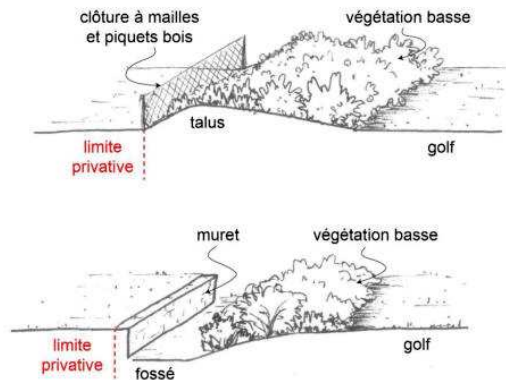 clôture à mailles
et piquets bois
végétation basse
talus
limite
privative
golf
muret
végétation basse
limite
privative
golf
fossé